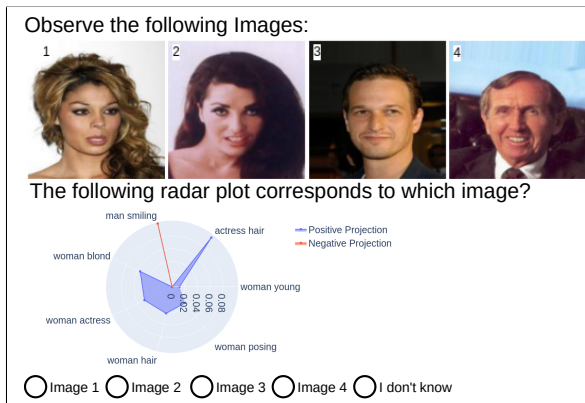 Observe the following Images:
1 2 3 4
The following radar plot corresponds to which image?
man smiling
actress hair
Positive Projection
Negative Projection
woman blond
woman young
0 0.02 0.04 0.06 0.08
woman actress
woman posing
woman hair
Image 1 Image 2 Image 3 Image 4 I don't know